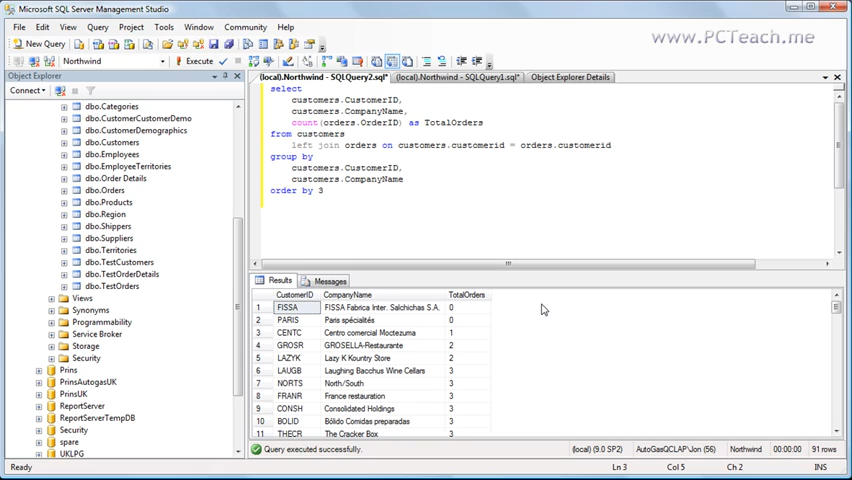 Microsoft SQL Server Management Studio
www.PCTeach.me
File Edit View Query Project Tools Window Community Help
New Query
Northwind Execute
Object Explorer
Connect
dbo.Categories
dbo.CustomerCustomerDemo
dbo.CustomerDemographics
dbo.Customers
dbo.Employees
dbo.EmployeeTerritories
dbo.Order Details
dbo.Orders
dbo.Products
dbo.Region
dbo.Shippers
dbo.Suppliers
dbo.Territories
dbo.TestCustomers
dbo.TestOrderDetails
dbo.TestOrders
Views
Synonyms
Programmability
Service Broker
Storage
Security
Prins
PrinsAutogasUK
PrinsUK
ReportServer
ReportServerTempDB
Security
spare
UKLPG
(local).Northwind - SQLQuery2.sql* (local).Northwind - SQLQuery1.sql* Object Explorer Details
select
customers.CustomerID,
customers.CompanyName,
count(orders.OrderID) as TotalOrders
from customers
left join orders on customers.customerid = orders.customerid
group by
customers.CustomerID,
customers.CompanyName
order by 3
Results Messages
CustomerID CompanyName TotalOrders
1 FISSA FISSA Fabrica Inter. Salchichas S.A. 0
2 PARIS Paris spécialités 0
3 CENTC Centro comercial Moctezuma 1
4 GROSR GROSELLA-Restaurante 2
5 LAZYK Lazy K Kountry Store 2
6 LAUGB Laughing Bacchus Wine Cellars 3
7 NORTS North/South 3
8 FRANR France restauration 3
9 CONSH Consolidated Holdings 3
10 BOLID Bólido Comidas preparadas 3
11 THECR The Cracker Box 3
Query executed successfully. (local) (9.0 SP2) AutoGasQCLAP\Jon (56) Northwind 00:00:00 91 rows
Ready Ln 3 Col 5 Ch 2 INS